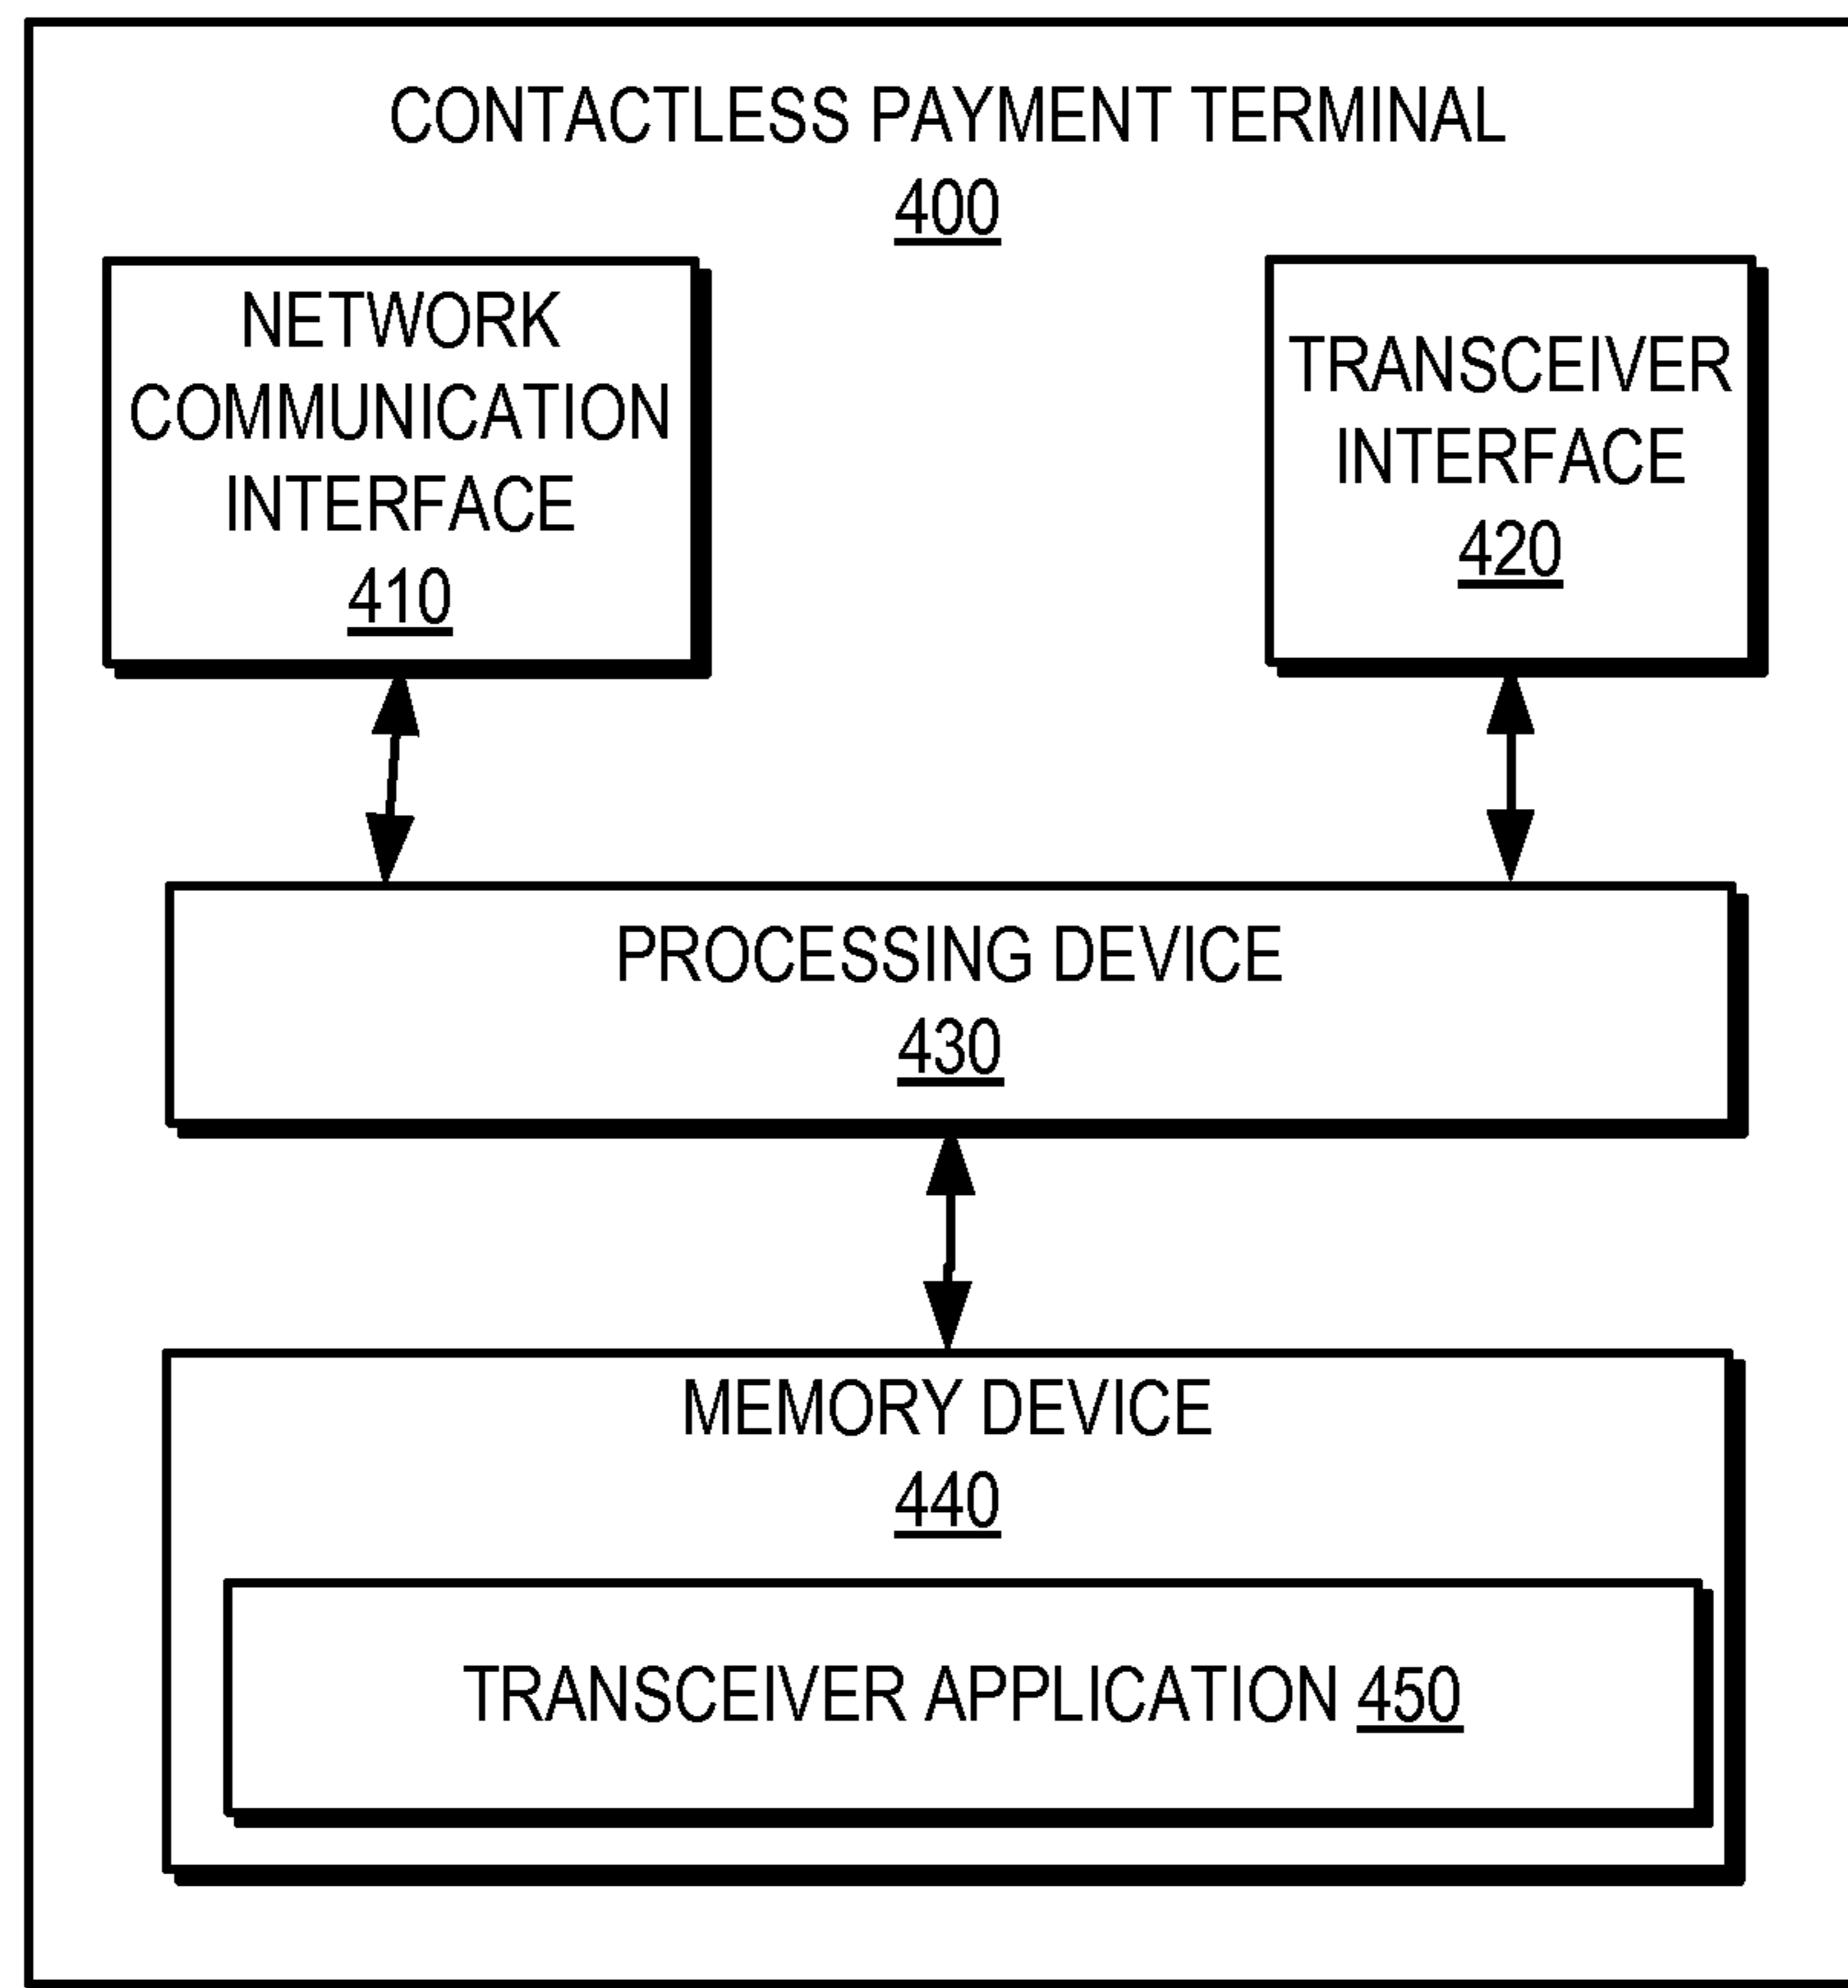 CONTACTLESS PAYMENT TERMINAL
400
NETWORK
COMMUNICATION
INTERFACE
410
TRANSCEIVER
INTERFACE
420
PROCESSING DEVICE
430
MEMORY DEVICE
440
TRANSCEIVER APPLICATION 450